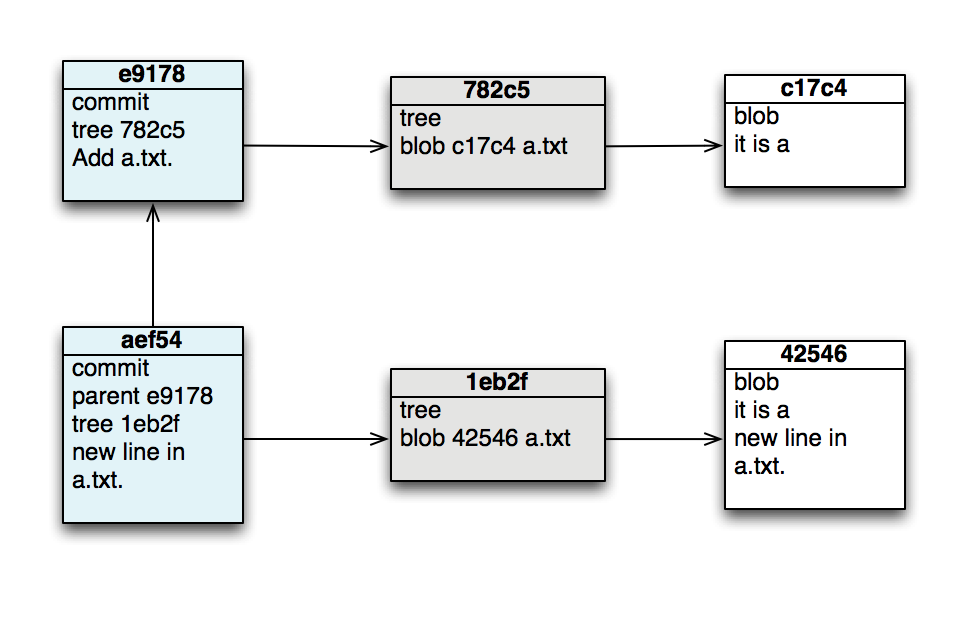 e9178
commit
tree 782c5
Add a.txt.
782c5
tree
blob c17c4 a.txt
c17c4
blob
it is a
aef54
commit
parent e9178
tree 1eb2f
new line in
a.txt.
1eb2f
tree
blob 42546 a.txt
42546
blob
it is a
new line in
a.txt.